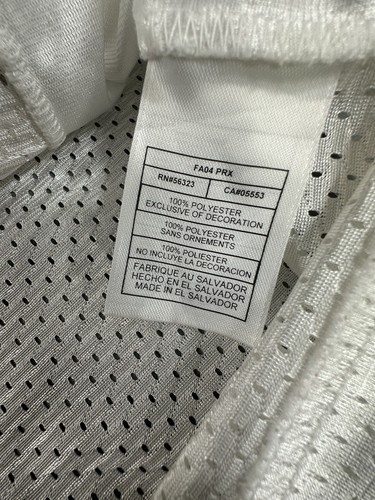 FA04 PRX
RN#56323 CA#05553
100% POLYESTER
EXCLUSIVE OF DECORATION
100% POLYESTER
SANS ORNEMENTS
100% POLIESTER
NO INCLUYE LA DECORACION
FABRIQUE AU SALVADOR
HECHO EN EL SALVADOR
MADE IN EL SALVADOR